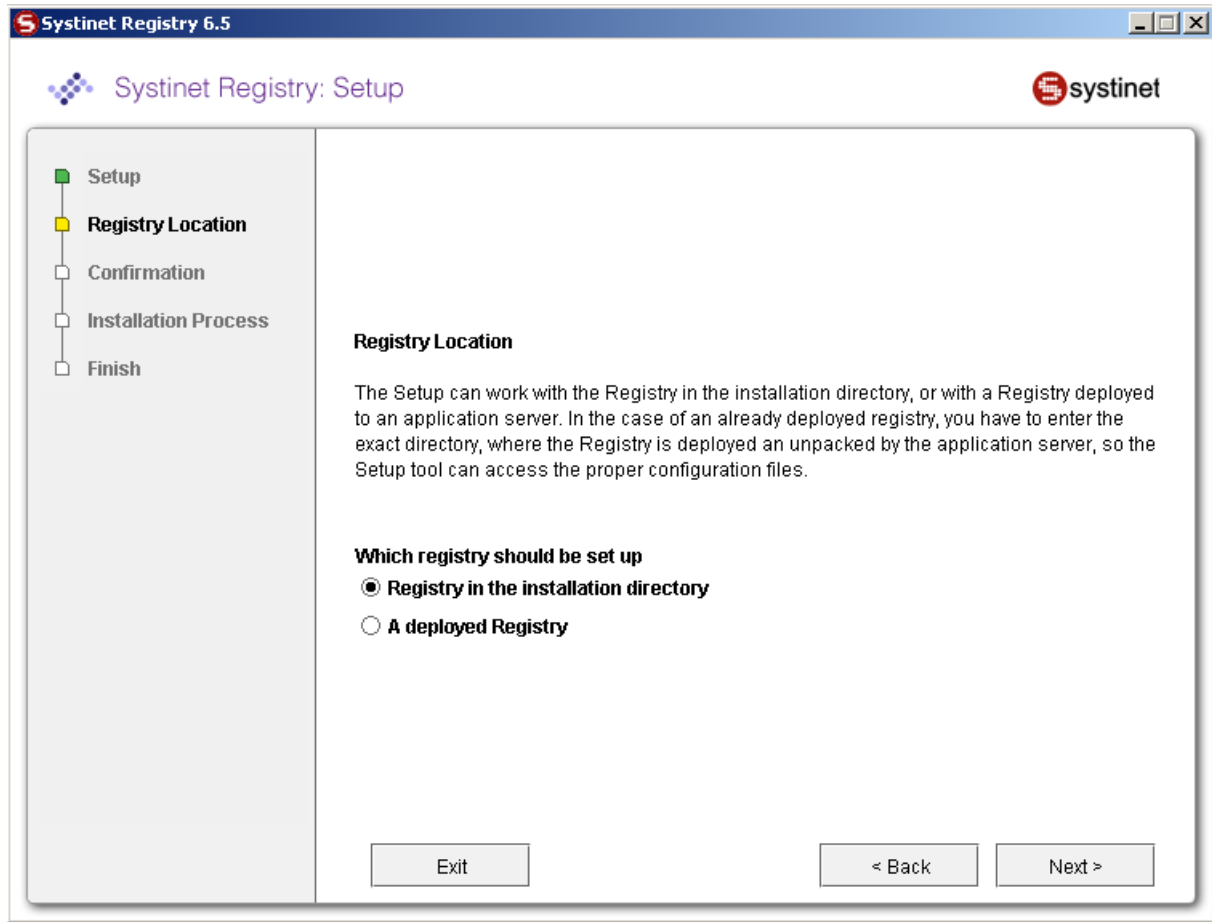 Systinet Registry 6.5
Systinet Registry: Setup
systinet
Setup
Registry Location
Confirmation
Installation Process
Finish
Registry Location
The Setup can work with the Registry in the installation directory, or with a Registry deployed
to an application server. In the case of an already deployed registry, you have to enter the
exact directory, where the Registry is deployed an unpacked by the application server, so the
Setup tool can access the proper configuration files.
Which registry should be set up
Registry in the installation directory
A deployed Registry
Exit
< Back
Next >